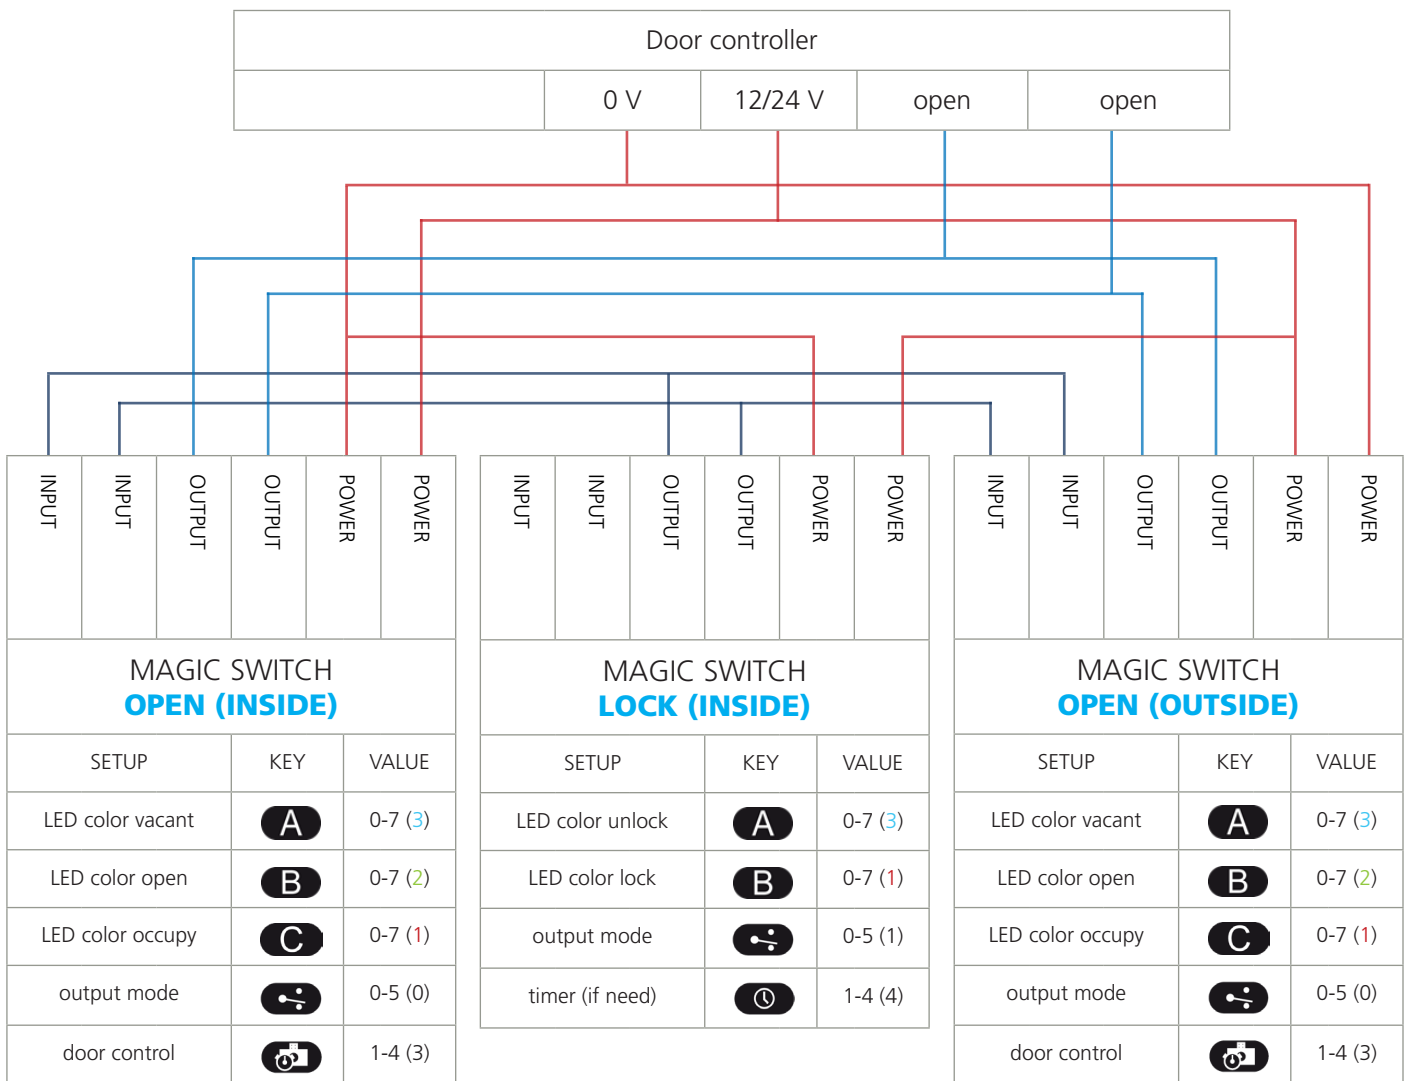 Door controller
0 V 12/24 V open open
INPUT INPUT OUTPUT OUTPUT POWER POWER
INPUT INPUT OUTPUT OUTPUT POWER POWER
INPUT INPUT OUTPUT OUTPUT POWER POWER
MAGIC SWITCH
OPEN (INSIDE)
SETUP KEY VALUE
LED color vacant A 0-7 (3)
LED color open B 0-7 (2)
LED color occupy C 0-7 (1)
output mode 0-5 (0)
door control 1-4 (3)
MAGIC SWITCH
LOCK (INSIDE)
SETUP KEY VALUE
LED color unlock A 0-7 (3)
LED color lock B 0-7 (1)
output mode 0-5 (1)
timer (if need) 1-4 (4)
MAGIC SWITCH
OPEN (OUTSIDE)
SETUP KEY VALUE
LED color vacant A 0-7 (3)
LED color open B 0-7 (2)
LED color occupy C 0-7 (1)
output mode 0-5 (0)
door control 1-4 (3)